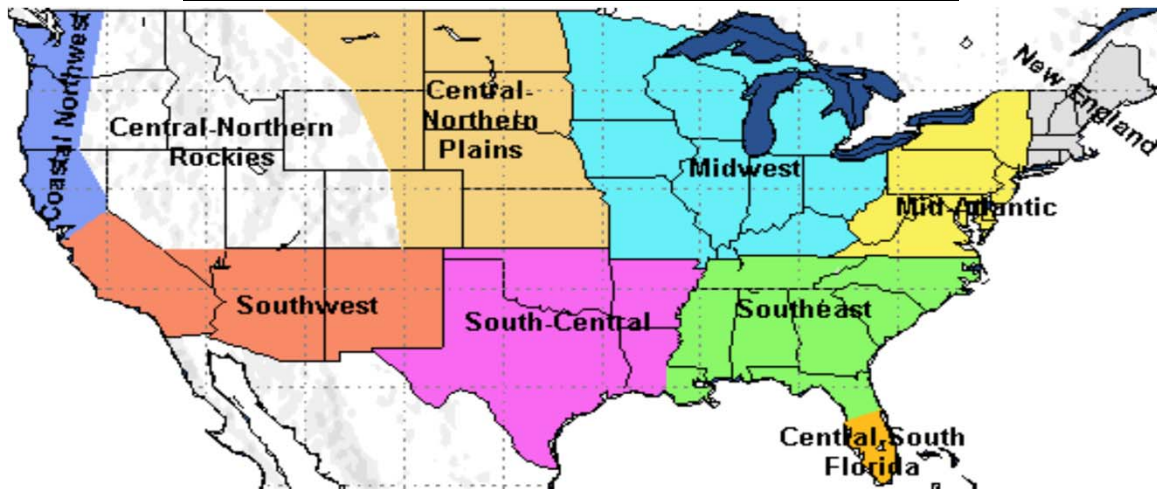 Coastal Northwest
Central-Northern
Rockies
Central-
Northern
Plains
Midwest
New England
Mid-Atlantic
Southwest
South-Central
Southeast
Central-South
Florida